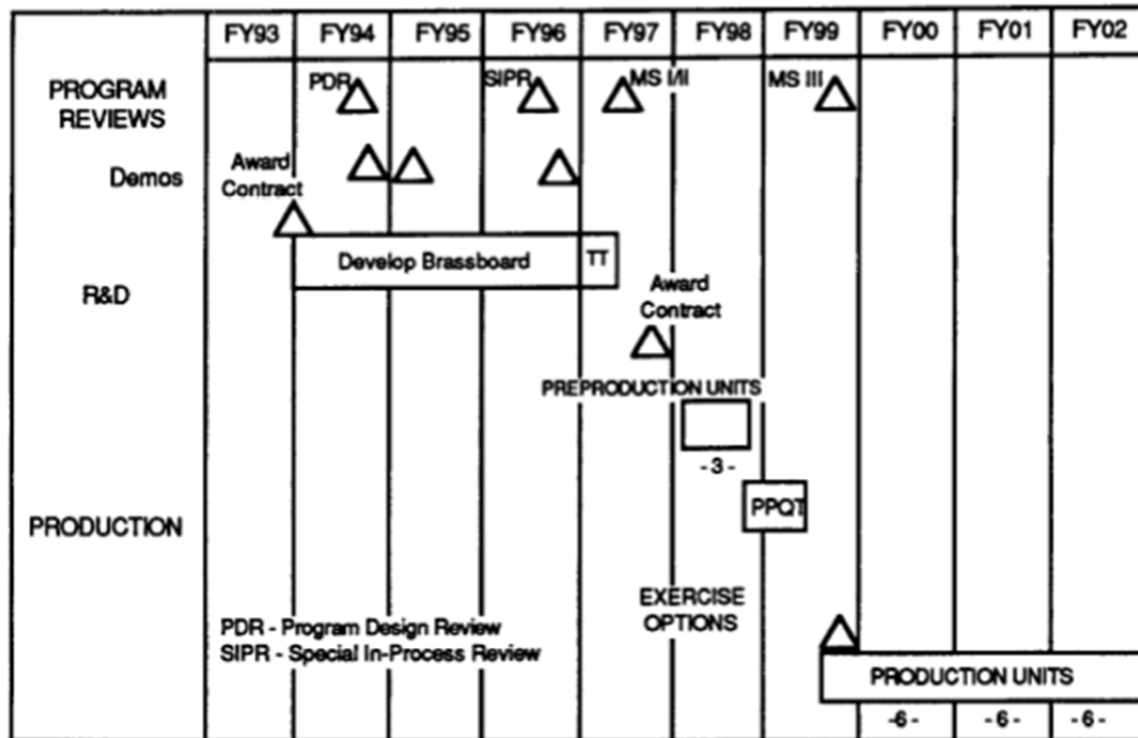 FY93 FY94 FY95 FY96 FY97 FY98 FY99 FY00 FY01 FY02
PROGRAM
REVIEWS
PDR SIPR MS I/II MS III
Demos
Award
Contract
Develop Brassboard TT
R&D
Award
Contract
PREPRODUCTION UNITS
- 3 -
PPQT
PRODUCTION
EXERCISE
OPTIONS
PDR - Program Design Review
SIPR - Special In-Process Review
PRODUCTION UNITS
-6 - -6 - -6 -